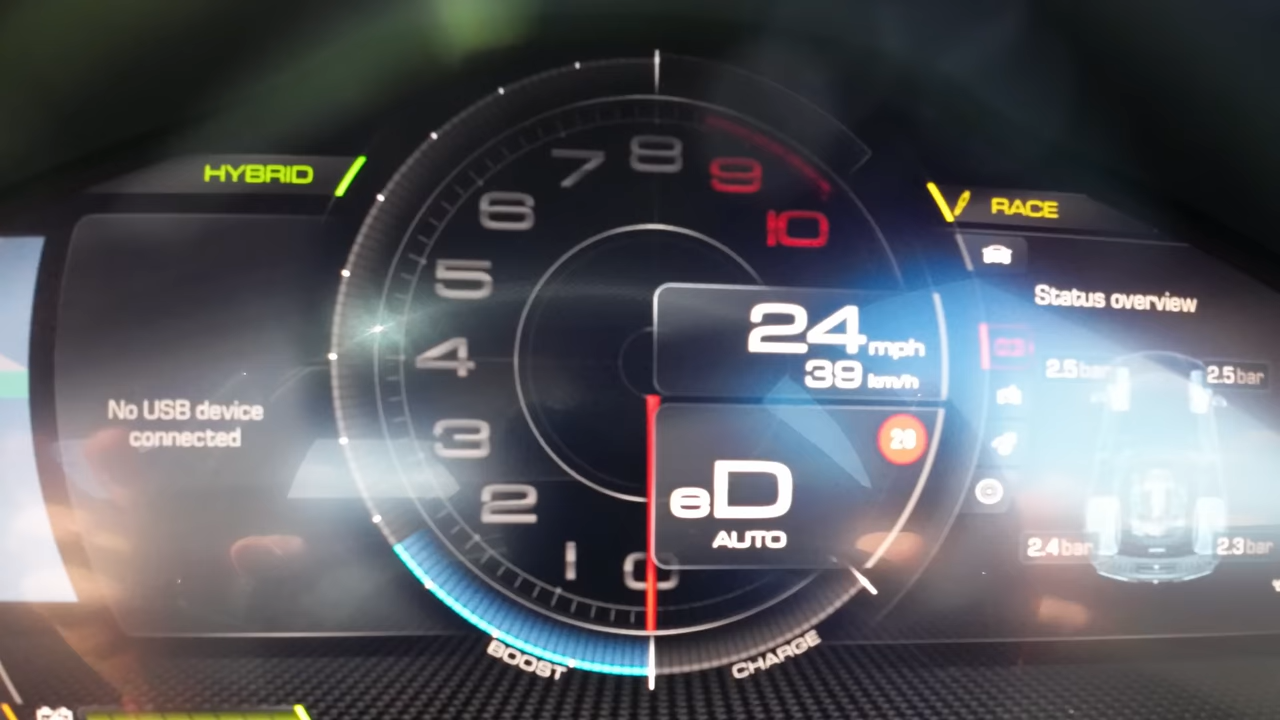 HYBRID
RACE
Status overview
2.5 bar
2.5 bar
2.4 bar
2.3 bar
No USB device
connected
0
1
2
3
4
5
6
7
8
9
10
24 mph
39 km/h
eD
AUTO
BOOST
CHARGE